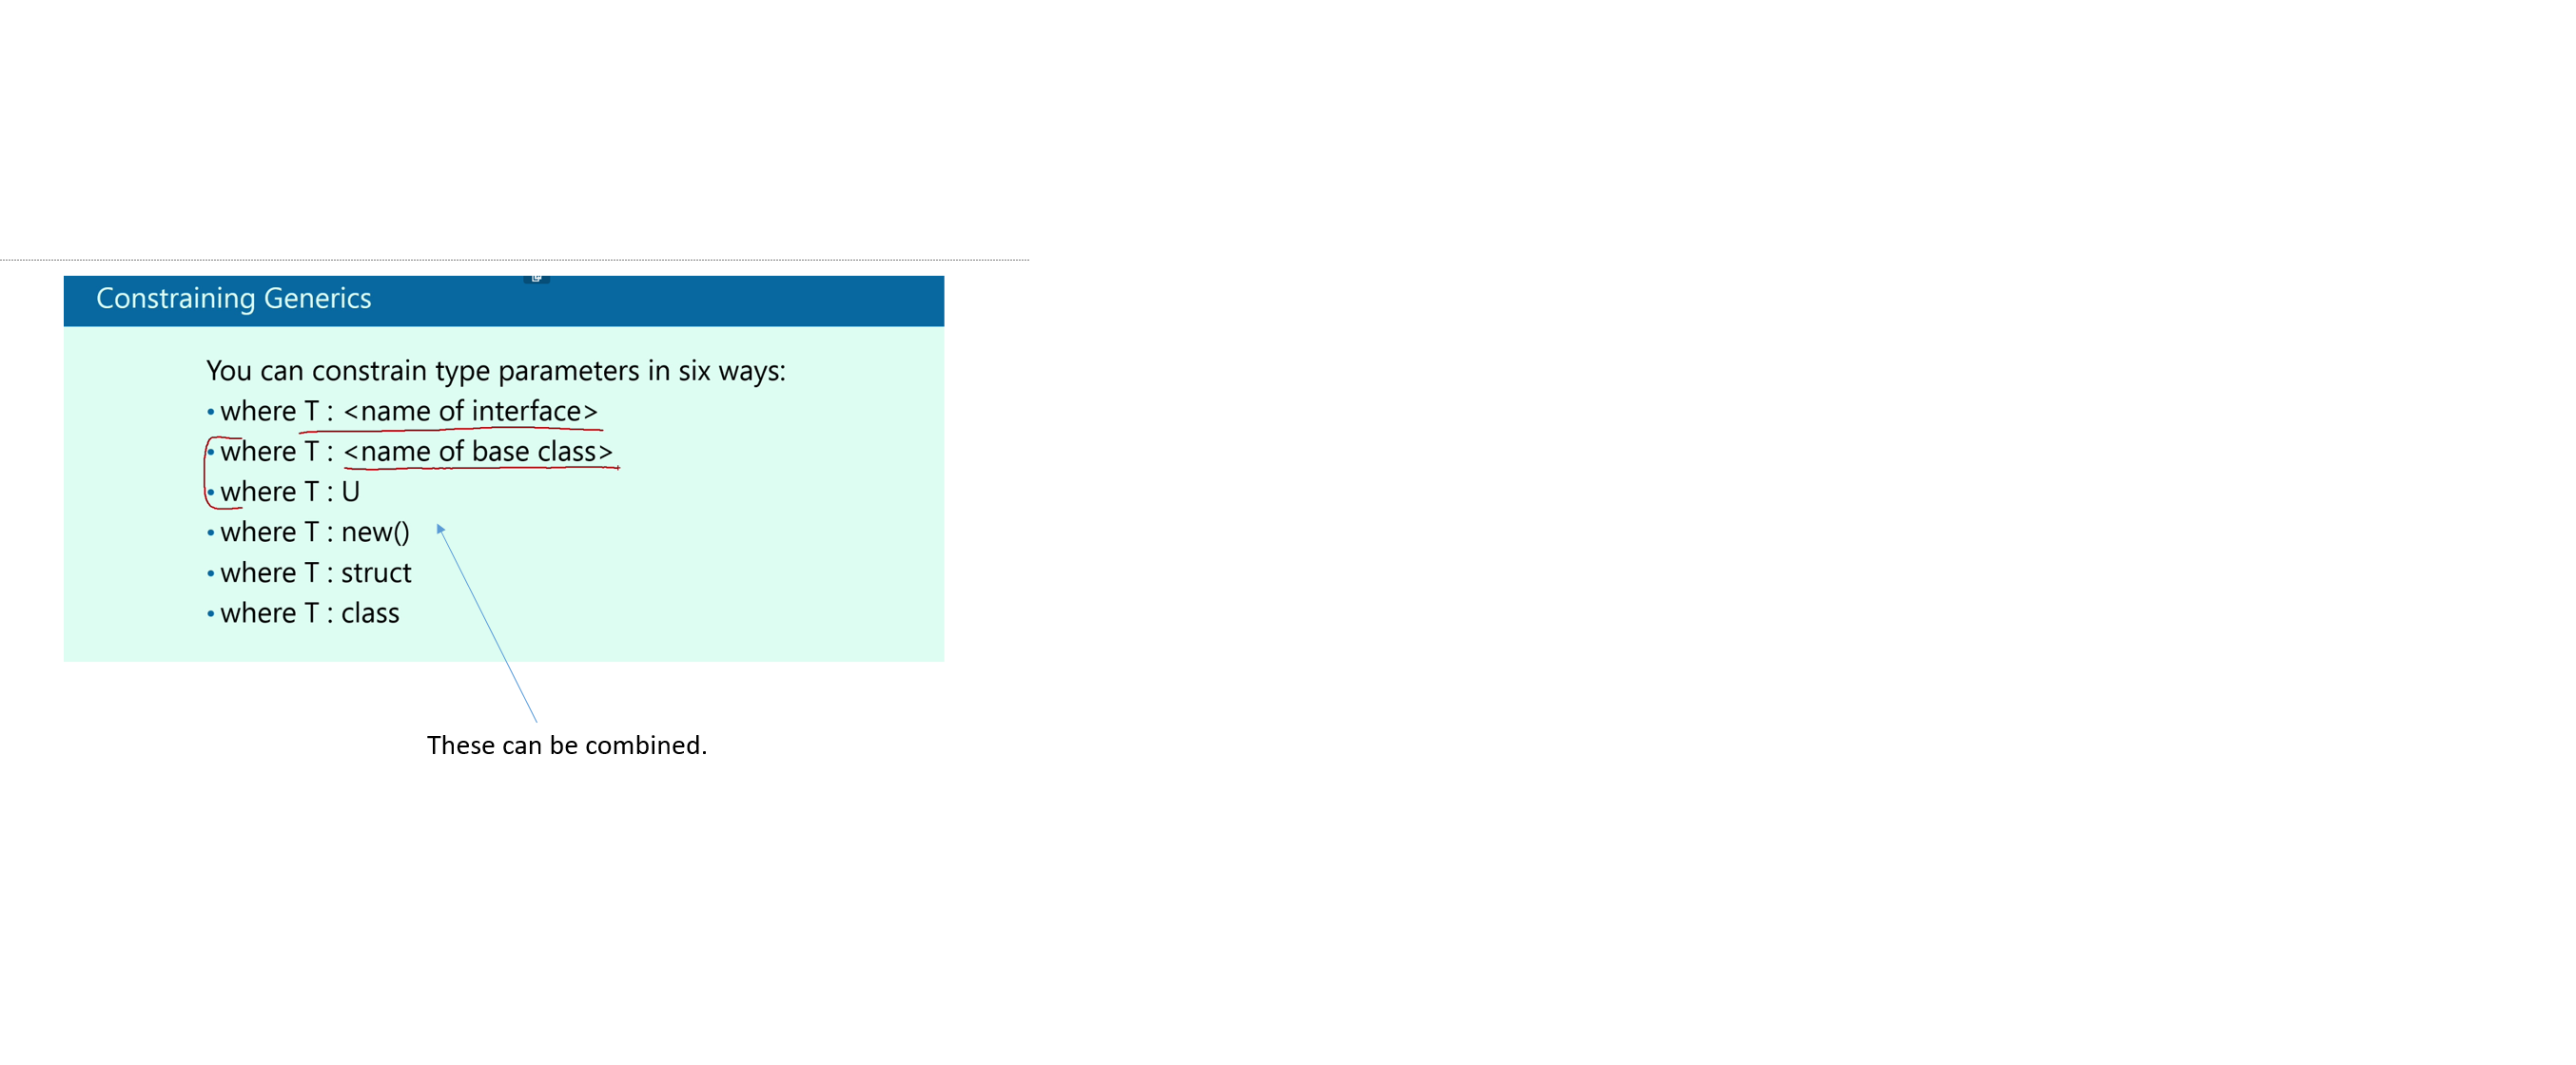 Constraining Generics
You can constrain type parameters in six ways:
• where T : <name of interface>
• where T : <name of base class>
• where T : U
• where T : new()
• where T : struct
• where T : class
These can be combined.